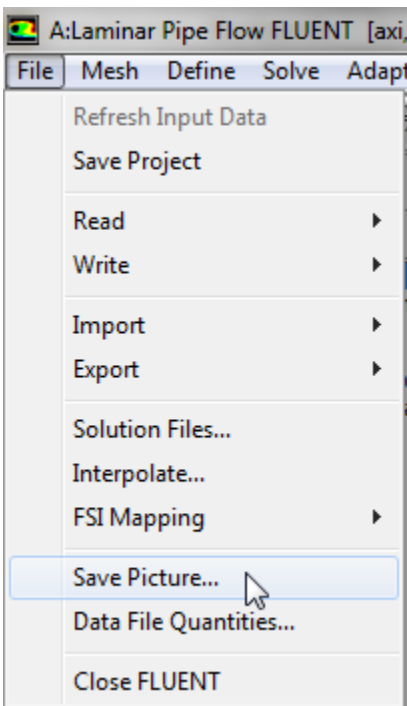 A:Laminar Pipe Flow FLUENT [axi,
File Mesh Define Solve Adapt
Refresh Input Data
Save Project
Read
Write
Import
Export
Solution Files...
Interpolate...
FSI Mapping
Save Picture...
Data File Quantities...
Close FLUENT